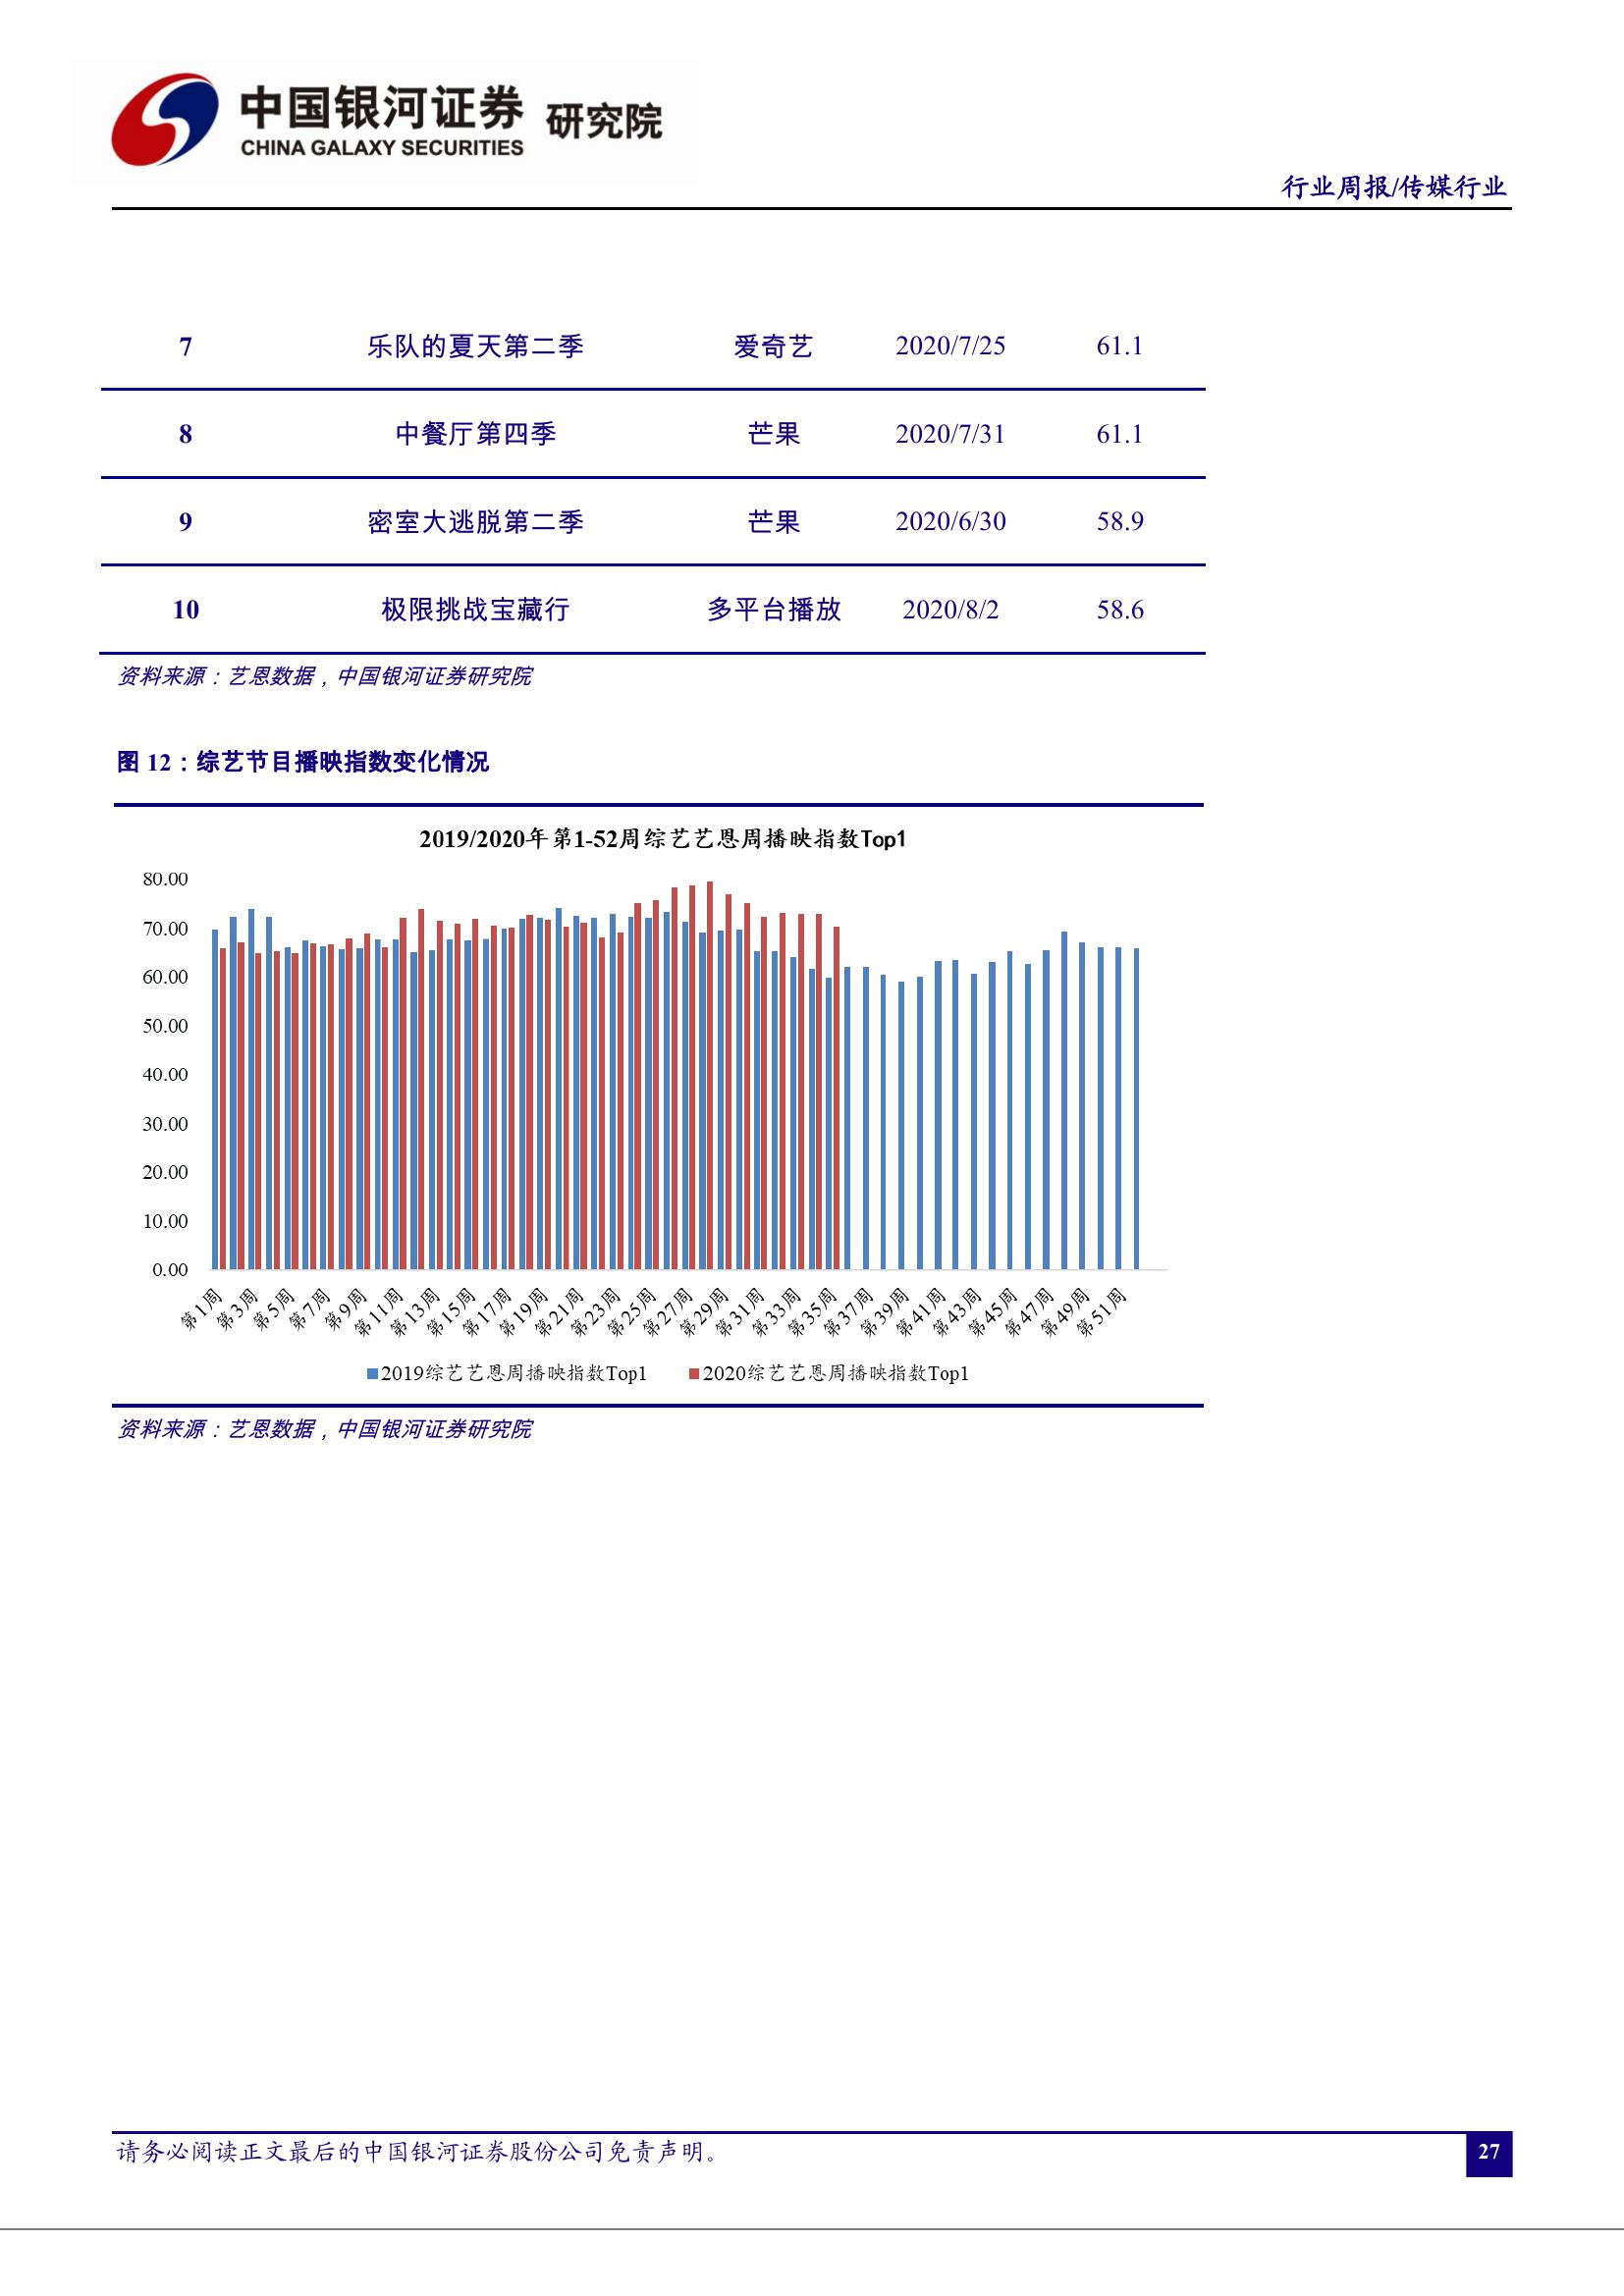 中国银河证券 研究院
CHINA GALAXY SECURITIES
行业周报/传媒行业
7 乐队的夏天第二季 爱奇艺 2020/7/25 61.1
8 中餐厅第四季 芒果 2020/7/31 61.1
9 密室大逃脱第二季 芒果 2020/6/30 58.9
10 极限挑战宝藏行 多平台播放 2020/8/2 58.6
资料来源：艺恩数据，中国银河证券研究院
图 12：综艺节目播映指数变化情况
2019/2020年第1-52周综艺艺恩周播映指数Top1
80.00
70.00
60.00
50.00
40.00
30.00
20.00
10.00
0.00
第1周 第3周 第5周 第7周 第9周 第11周 第13周 第15周 第17周 第19周 第21周 第23周 第25周 第27周 第29周 第31周 第33周 第35周 第37周 第39周 第41周 第43周 第45周 第47周 第49周 第51周
2019综艺艺恩周播映指数Top1 2020综艺艺恩周播映指数Top1
资料来源：艺恩数据，中国银河证券研究院
请务必阅读正文最后的中国银河证券股份公司免责声明。
27